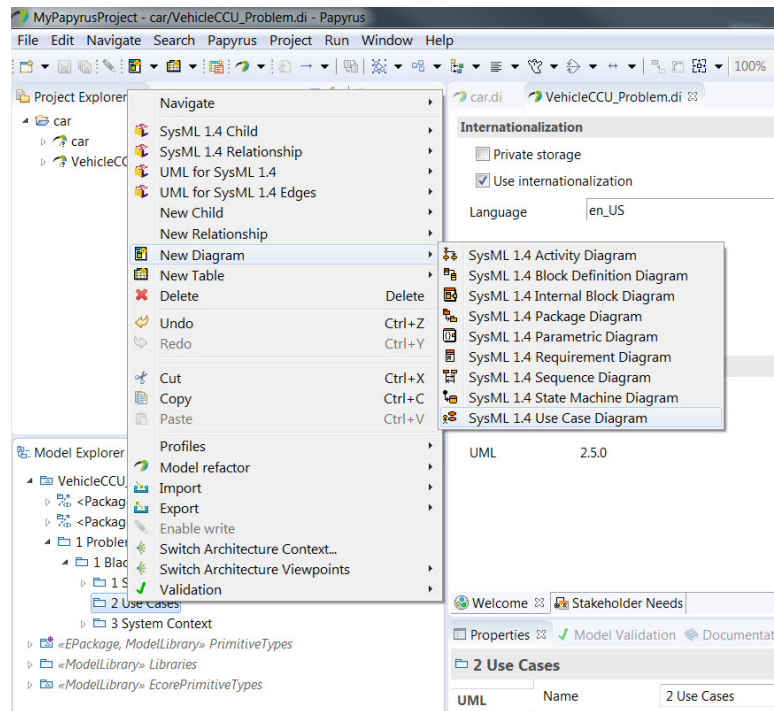 MyPapyrusProject - car/VehicleCCU_Problem.di - Papyrus
File Edit Navigate Search Papyrus Project Run Window Help
100%
Project Explorer
car
car
VehicleCC
Navigate
SysML 1.4 Child
SysML 1.4 Relationship
UML for SysML 1.4
UML for SysML 1.4 Edges
New Child
New Relationship
New Diagram
New Table
Delete Delete
Undo Ctrl+Z
Redo Ctrl+Y
Cut Ctrl+X
Copy Ctrl+C
Paste Ctrl+V
Profiles
Model refactor
Import
Export
Enable write
Switch Architecture Context...
Switch Architecture Viewpoints
Validation
car.di VehicleCCU_Problem.di
Internationalization
Private storage
Use internationalization
Language en_US
SysML 1.4 Activity Diagram
SysML 1.4 Block Definition Diagram
SysML 1.4 Internal Block Diagram
SysML 1.4 Package Diagram
SysML 1.4 Parametric Diagram
SysML 1.4 Requirement Diagram
SysML 1.4 Sequence Diagram
SysML 1.4 State Machine Diagram
SysML 1.4 Use Case Diagram
UML 2.5.0
Model Explorer
VehicleCCU_
<Packag
<Packag
1 Probler
1 Blac
1 S
2 Use Cases
3 System Context
«EPackage, ModelLibrary» PrimitiveTypes
«ModelLibrary» Libraries
«ModelLibrary» EcorePrimitiveTypes
Welcome Stakeholder Needs
Properties Model Validation Documentat
2 Use Cases
UML Name 2 Use Cases